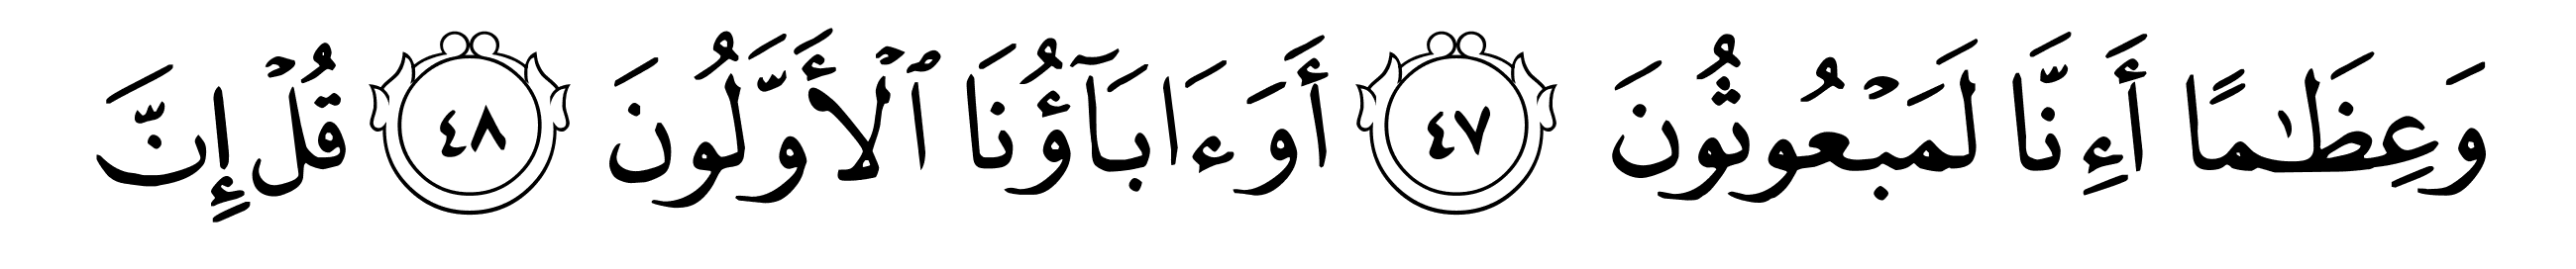 وَعِظَٰمًا أَءِنَّا لَمَبۡعُوثُونَ ٤٧ أَوَءَابَآؤُنَا ٱلۡأَوَّلُونَ ٤٨ قُلۡ إِنَّ